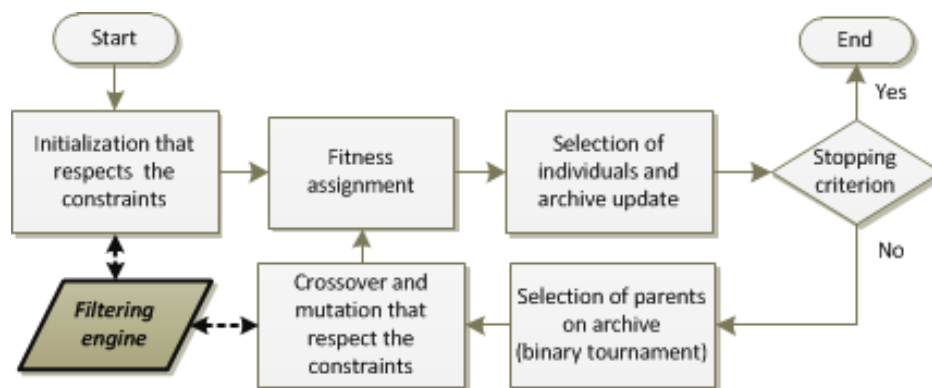 Start
End
Yes
Initialization that
respects the
constraints
Fitness
assignment
Selection of
individuals and
archive update
Stopping
criterion
No
Filtering
engine
Crossover and
mutation that
respect the
constraints
Selection of parents
on archive
(binary tournament)